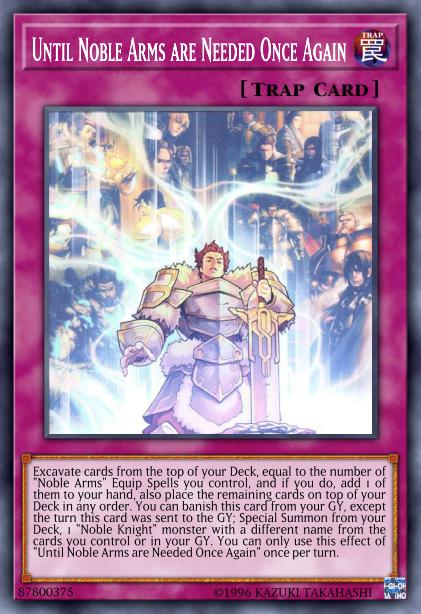 Until Noble Arms are Needed Once Again
TRAP
罠
[Trap Card]
Excavate cards from the top of your Deck, equal to the number of
"Noble Arms" Equip Spells you control, and if you do, add 1 of
them to your hand, also place the remaining cards on top of your
Deck in any order. You can banish this card from your GY, except
the turn this card was sent to the GY; Special Summon from your
Deck, 1 "Noble Knight" monster with a different name from the
cards you control or in your GY. You can only use this effect of
"Until Noble Arms are Needed Once Again" once per turn.
87800375
©1996 KAZUKI TAKAHASHI